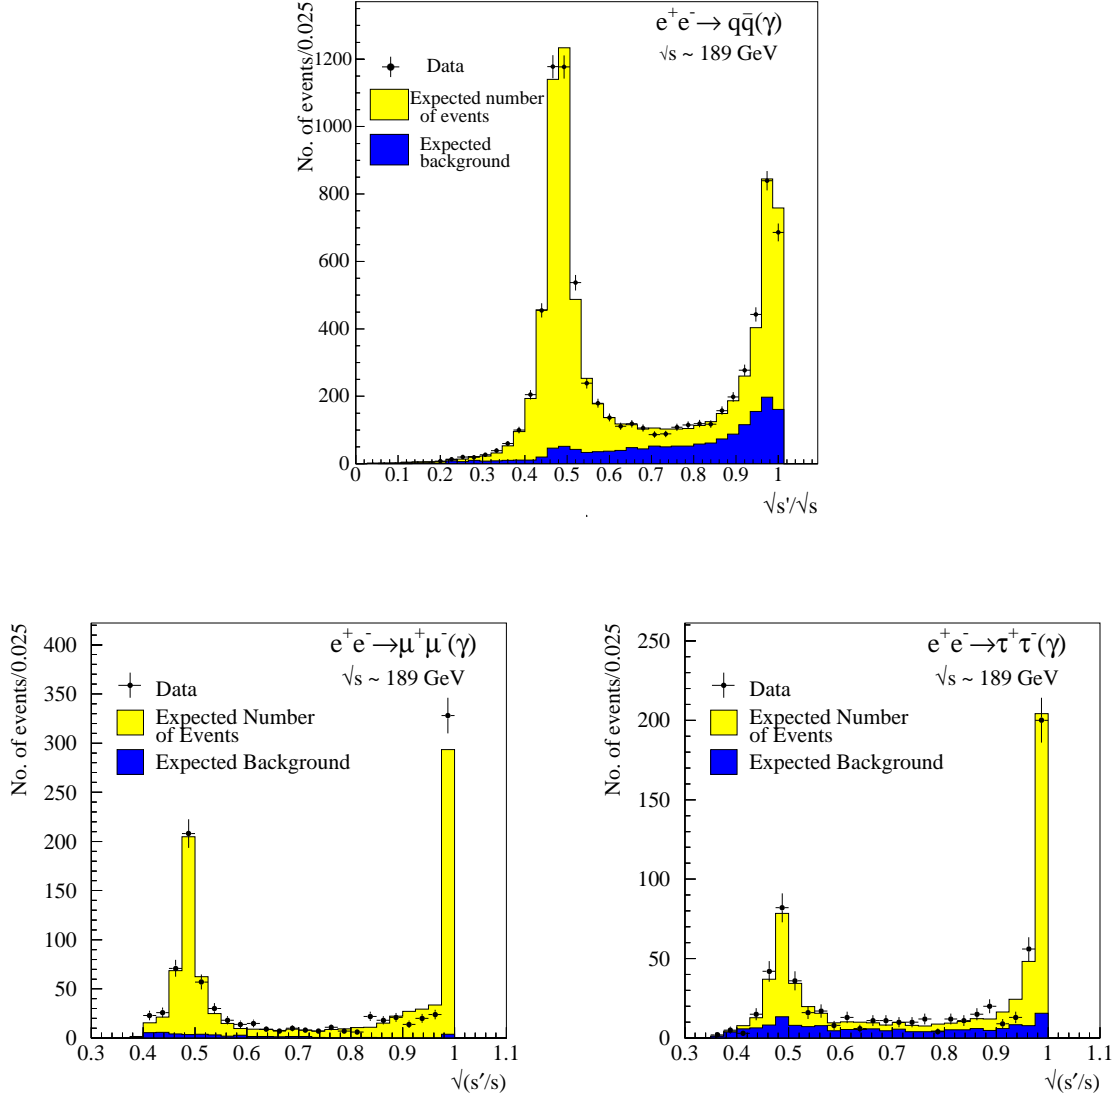 e⁺e⁻→ qq̄(γ)
√s ~ 189 GeV
No. of events/0.025
Data
Expected number
of events
Expected
background
1200
1000
800
600
400
200
0
0 0.1 0.2 0.3 0.4 0.5 0.6 0.7 0.8 0.9 1
√s'/√s
e⁺e⁻→μ⁺μ⁻(γ)
√s ~ 189 GeV
No. of events/0.025
Data
Expected Number
of Events
Expected Background
400
350
300
250
200
150
100
50
0
0.3 0.4 0.5 0.6 0.7 0.8 0.9 1 1.1
√(s′/s)
e⁺e⁻→τ⁺τ⁻(γ)
√s ~ 189 GeV
No. of events/0.025
Data
Expected Number
of Events
Expected Background
250
200
150
100
50
0
0.3 0.4 0.5 0.6 0.7 0.8 0.9 1 1.1
√(s′/s)